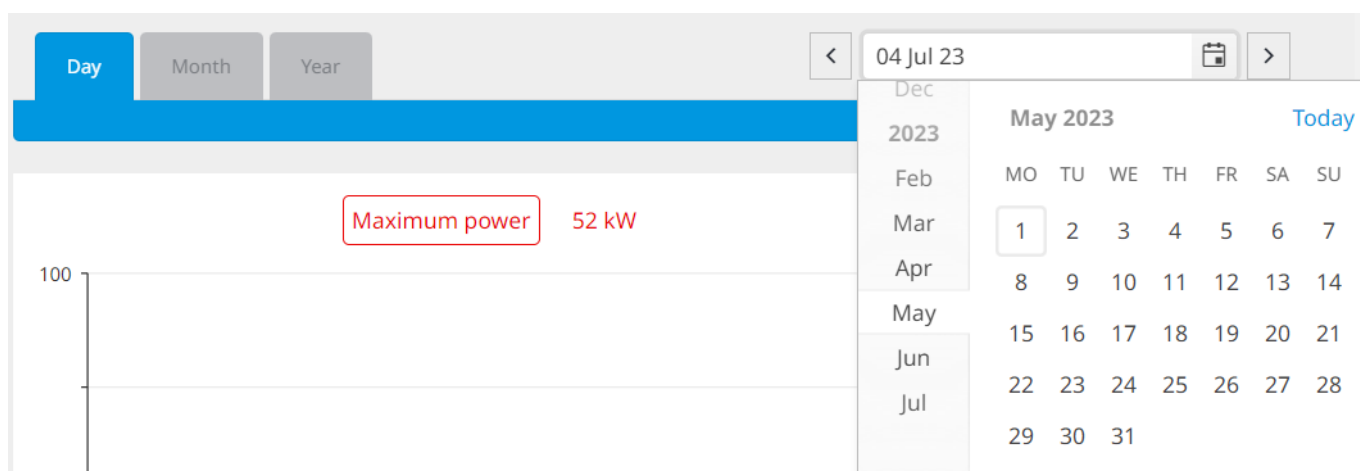 Day Month Year
04 Jul 23
Maximum power 52 kW
100
Dec
2023
Feb
Mar
Apr
May
Jun
Jul
May 2023 Today
MO TU WE TH FR SA SU
1 2 3 4 5 6 7
8 9 10 11 12 13 14
15 16 17 18 19 20 21
22 23 24 25 26 27 28
29 30 31